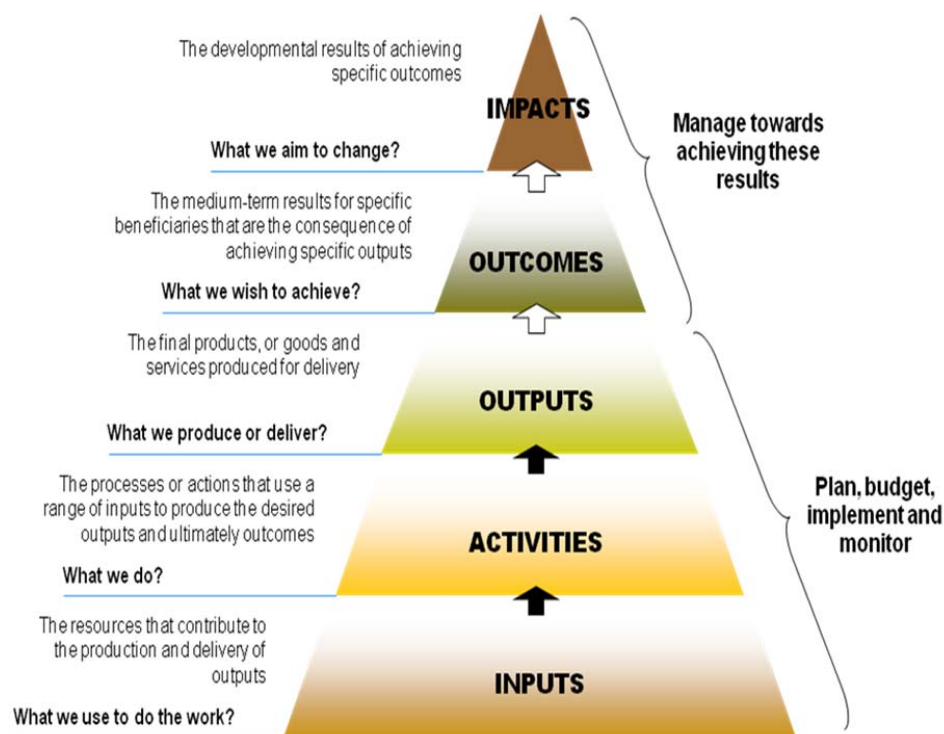 The developmental results of achieving
specific outcomes
IMPACTS
What we aim to change?
Manage towards
achieving these
results
The medium-term results for specific
beneficiaries that are the consequence of
achieving specific outputs
OUTCOMES
What we wish to achieve?
The final products, or goods and
services produced for delivery
OUTPUTS
What we produce or deliver?
The processes or actions that use a
range of inputs to produce the desired
outputs and ultimately outcomes
ACTIVITIES
What we do?
Plan, budget,
implement and
monitor
The resources that contribute to
the production and delivery of
outputs
INPUTS
What we use to do the work?